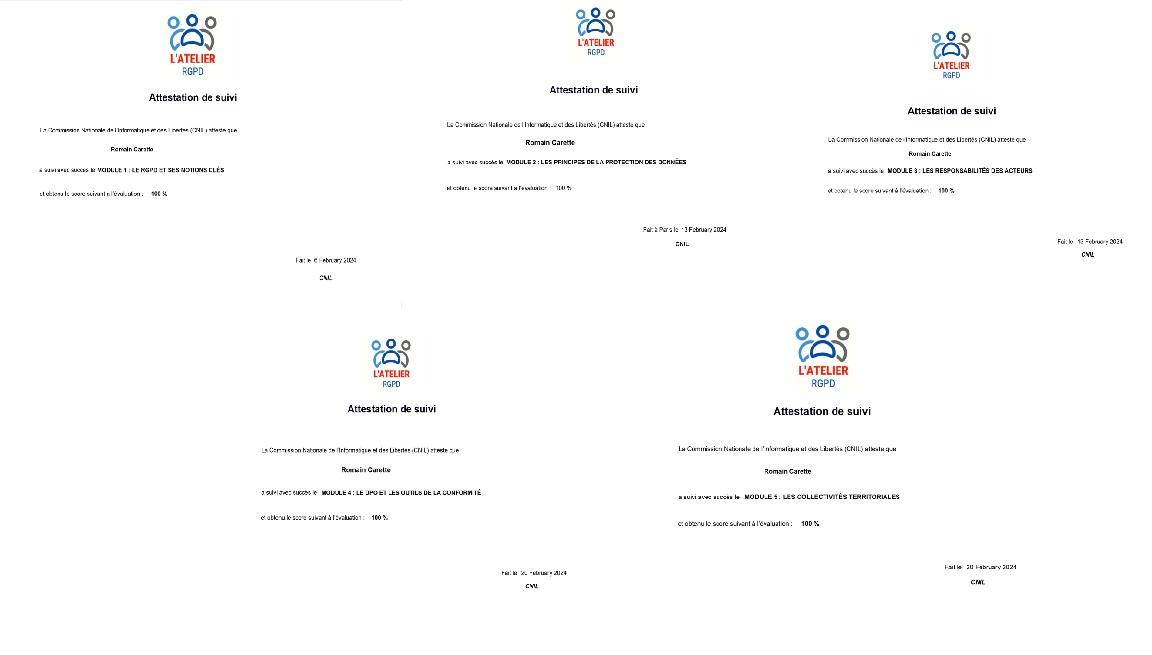 L'ATELIER
RGPD
Attestation de suivi
La Commission Nationale de l'Informatique et des Libertés (CNIL) atteste que
Romain Carette
a suivi avec succès le MODULE 1 : LE RGPD ET SES NOTIONS CLÉS
et obtenu le score suivant à l'évaluation : 100 %
Fait le 6 February 2024
CNIL
L'ATELIER
RGPD
Attestation de suivi
La Commission Nationale de l'Informatique et des Libertés (CNIL) atteste que
Romain Carette
a suivi avec succès le MODULE 2 : LES PRINCIPES DE LA PROTECTION DES DONNÉES
et obtenu le score suivant à l'évaluation : 100 %
Fait à Paris le 13 February 2024
CNIL
L'ATELIER
RGPD
Attestation de suivi
La Commission Nationale de l'Informatique et des Libertés (CNIL) atteste que
Romain Carette
a suivi avec succès le MODULE 3 : LES RESPONSABILITÉS DES ACTEURS
et obtenu le score suivant à l'évaluation : 100 %
Fait le 13 February 2024
CNIL
L'ATELIER
RGPD
Attestation de suivi
La Commission Nationale de l'Informatique et des Libertés (CNIL) atteste que
Romain Carette
a suivi avec succès le MODULE 4 : LE DPO ET LES OUTILS DE LA CONFORMITÉ
et obtenu le score suivant à l'évaluation : 100 %
Fait le 20 February 2024
CNIL
L'ATELIER
RGPD
Attestation de suivi
La Commission Nationale de l'Informatique et des Libertés (CNIL) atteste que
Romain Carette
a suivi avec succès le MODULE 5 : LES COLLECTIVITÉS TERRITORIALES
et obtenu le score suivant à l'évaluation : 100 %
Fait le 20 February 2024
CNIL